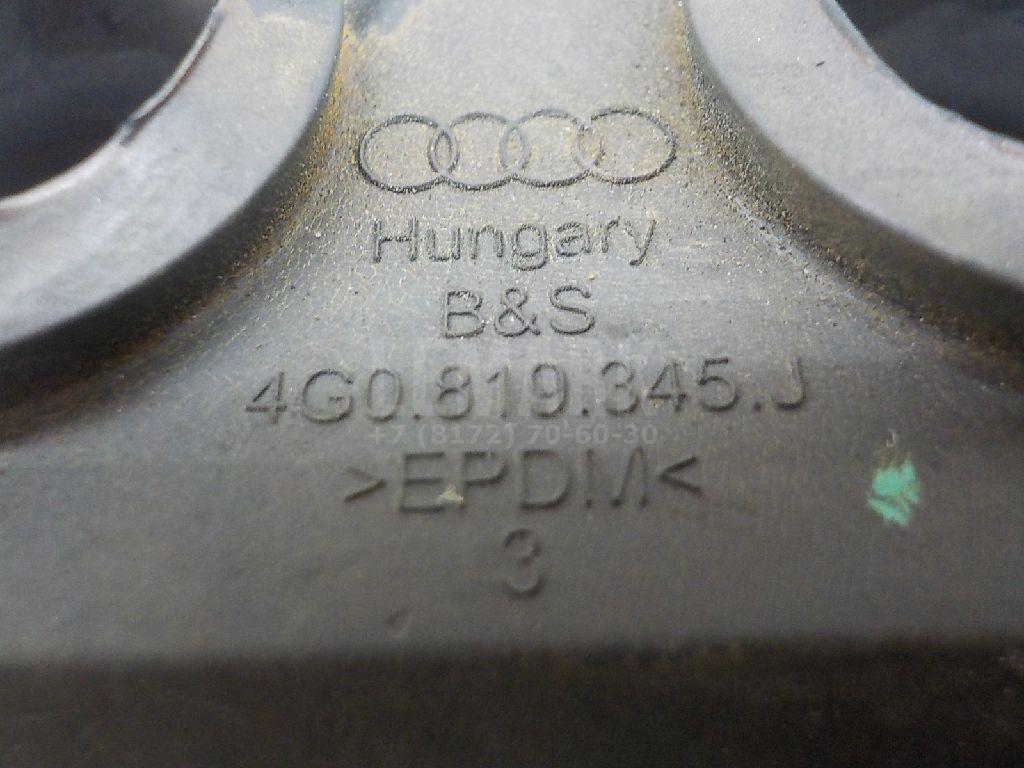 Hungary
B&S
4G0.819.345.J
+7 (8172) 70-60-30
>EPDM<
3